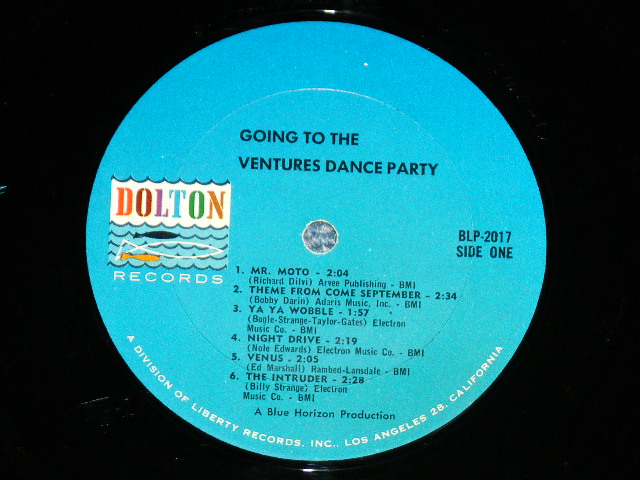 GOING TO THE
VENTURES DANCE PARTY
DOLTON
RECORDS
BLP-2017
SIDE ONE
1. MR. MOTO - 2:04
(Richard Dilvi) Arvee Publishing - BMI
2. THEME FROM COME SEPTEMBER - 2:34
(Bobby Darin) Adaris Music, Inc. - BMI
3. YA YA WOBBLE - 1:57
(Bogle-Strange-Taylor-Gates) Electron
Music Co. - BMI
4. NIGHT DRIVE - 2:19
(Nole Edwards) Electron Music Co. - BMI
5. VENUS - 2:05
(Ed Marshall) Rambed-Lansdale - BMI
6. THE INTRUDER - 2:28
(Billy Strange) Electron
Music Co. - BMI
A Blue Horizon Production
A DIVISION OF LIBERTY RECORDS, INC., LOS ANGELES 28, CALIFORNIA